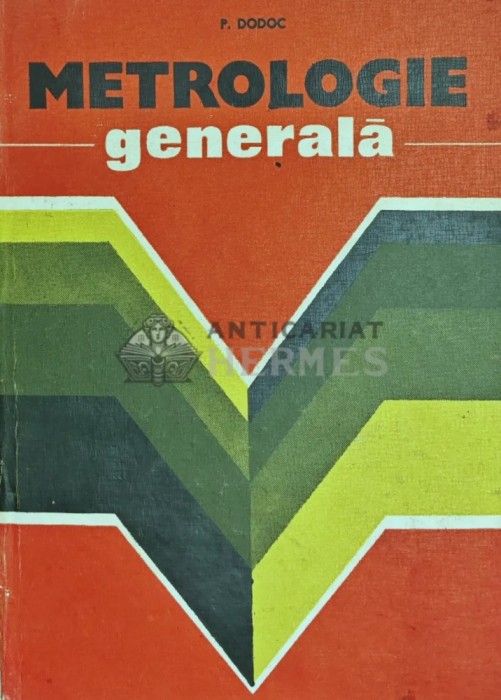 P. DODOC
METROLOGIE
generală
ANTICARIAT
HERMES